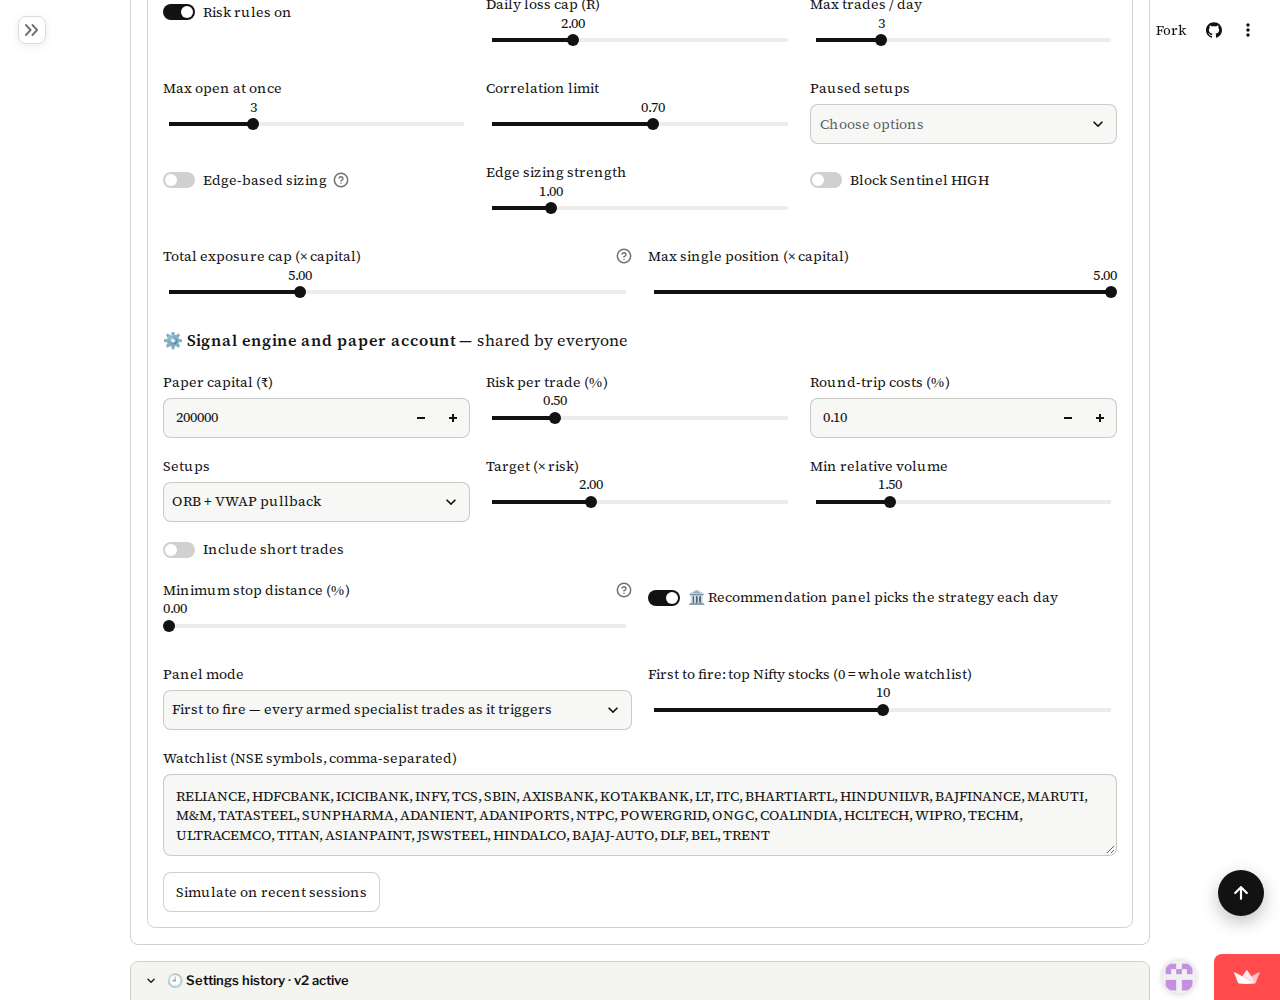 Fork
Risk rules on
Daily loss cap (R)
2.00
Max trades / day
3
Max open at once
3
Correlation limit
0.70
Paused setups
Choose options
Edge-based sizing
Edge sizing strength
1.00
Block Sentinel HIGH
Total exposure cap (× capital)
5.00
Max single position (× capital)
5.00
⚙️ Signal engine and paper account — shared by everyone
Paper capital (₹)
200000
Risk per trade (%)
0.50
Round-trip costs (%)
0.10
Setups
ORB + VWAP pullback
Target (× risk)
2.00
Min relative volume
1.50
Include short trades
Minimum stop distance (%)
0.00
🏛️ Recommendation panel picks the strategy each day
Panel mode
First to fire — every armed specialist trades as it triggers
First to fire: top Nifty stocks (0 = whole watchlist)
10
Watchlist (NSE symbols, comma-separated)
RELIANCE, HDFCBANK, ICICIBANK, INFY, TCS, SBIN, AXISBANK, KOTAKBANK, LT, ITC, BHARTIARTL, HINDUNILVR, BAJFINANCE, MARUTI,
M&M, TATASTEEL, SUNPHARMA, ADANIENT, ADANIPORTS, NTPC, POWERGRID, ONGC, COALINDIA, HCLTECH, WIPRO, TECHM,
ULTRACEMCO, TITAN, ASIANPAINT, JSWSTEEL, HINDALCO, BAJAJ-AUTO, DLF, BEL, TRENT
Simulate on recent sessions
🕘 Settings history · v2 active